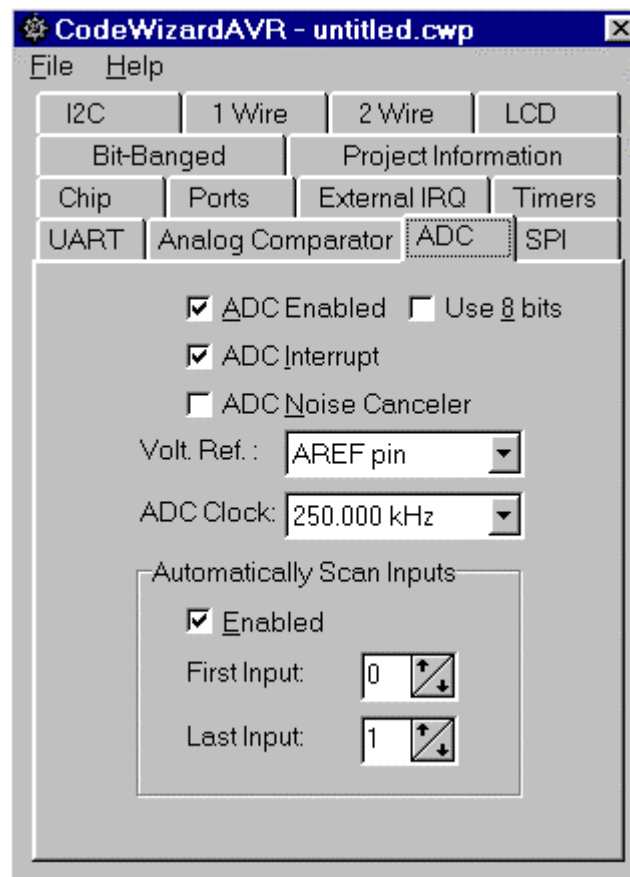 CodeWizardAVR - untitled.cwp
File Help
I2C 1 Wire 2 Wire LCD
Bit-Banged Project Information
Chip Ports External IRQ Timers
UART Analog Comparator ADC SPI
ADC Enabled Use 8 bits
ADC Interrupt
ADC Noise Canceler
Volt. Ref. : AREF pin
ADC Clock: 250.000 kHz
Automatically Scan Inputs
Enabled
First Input: 0
Last Input: 1